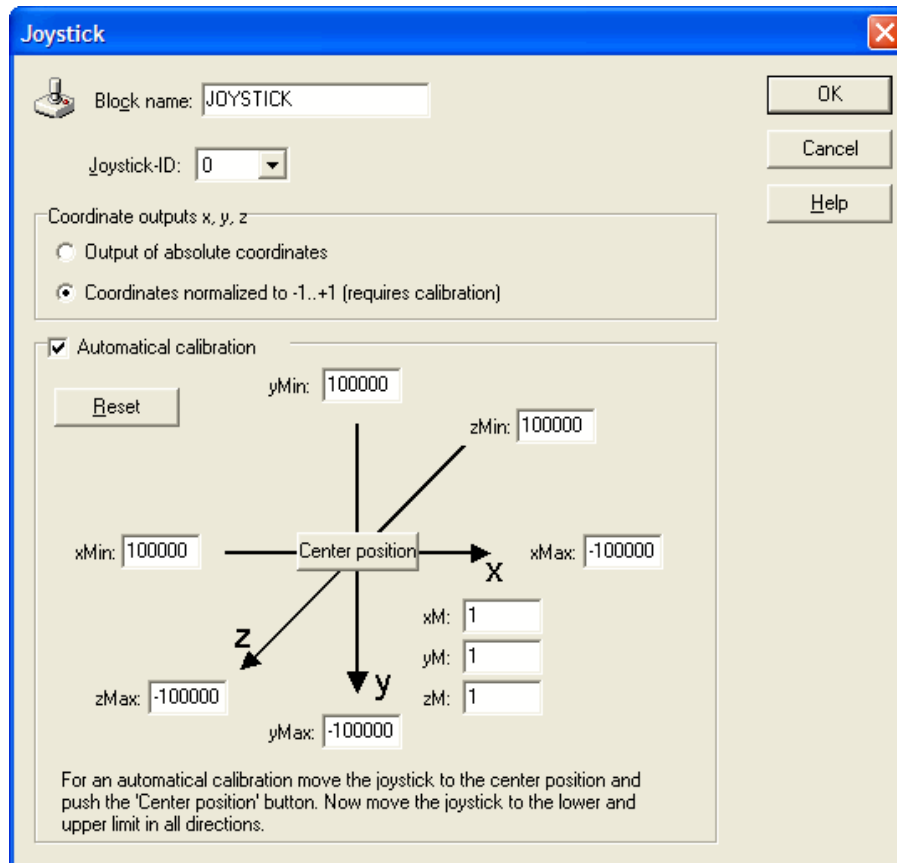 Joystick
Block name: JOYSTICK
OK
Joystick-ID: 0
Cancel
Help
Coordinate outputs x, y, z
Output of absolute coordinates
Coordinates normalized to -1..+1 (requires calibration)
Automatical calibration
Reset
yMin: 100000
zMin: 100000
xMin: 100000
Center position
x
xMax: -100000
xM: 1
z
yM: 1
zMax: -100000
y
zM: 1
yMax: -100000
For an automatical calibration move the joystick to the center position and
push the 'Center position' button. Now move the joystick to the lower and
upper limit in all directions.